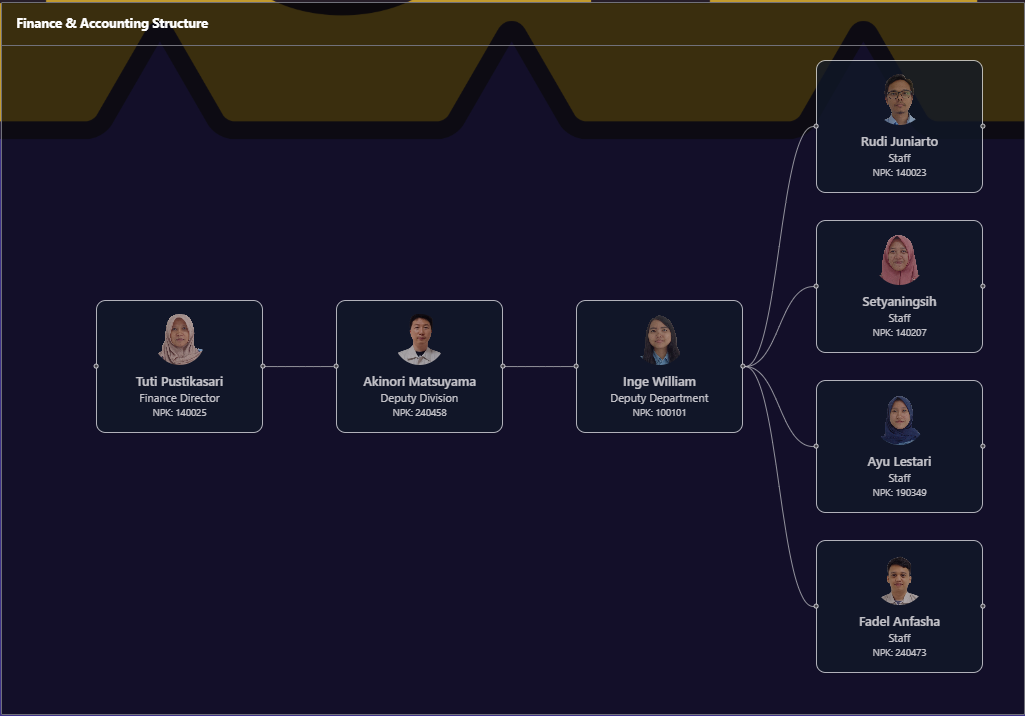 Finance & Accounting Structure
Tuti Pustikasari
Finance Director
NPK: 140025
Akinori Matsuyama
Deputy Division
NPK: 240458
Inge William
Deputy Department
NPK: 100101
Rudi Juniarto
Staff
NPK: 140023
Setyaningsih
Staff
NPK: 140207
Ayu Lestari
Staff
NPK: 190349
Fadel Anfasha
Staff
NPK: 240473